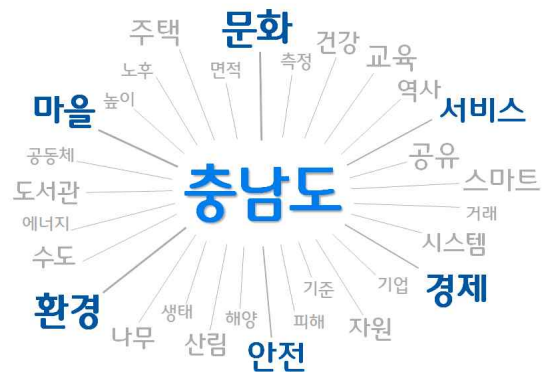 문화
주택
건강
측정
교육
노후
면적
역사
마을
높이
서비스
공동체
공유
도서관
충남도
스마트
에너지
거래
수도
시스템
환경
기준
기업
경제
생태
해양
피해
자원
나무
산림
안전